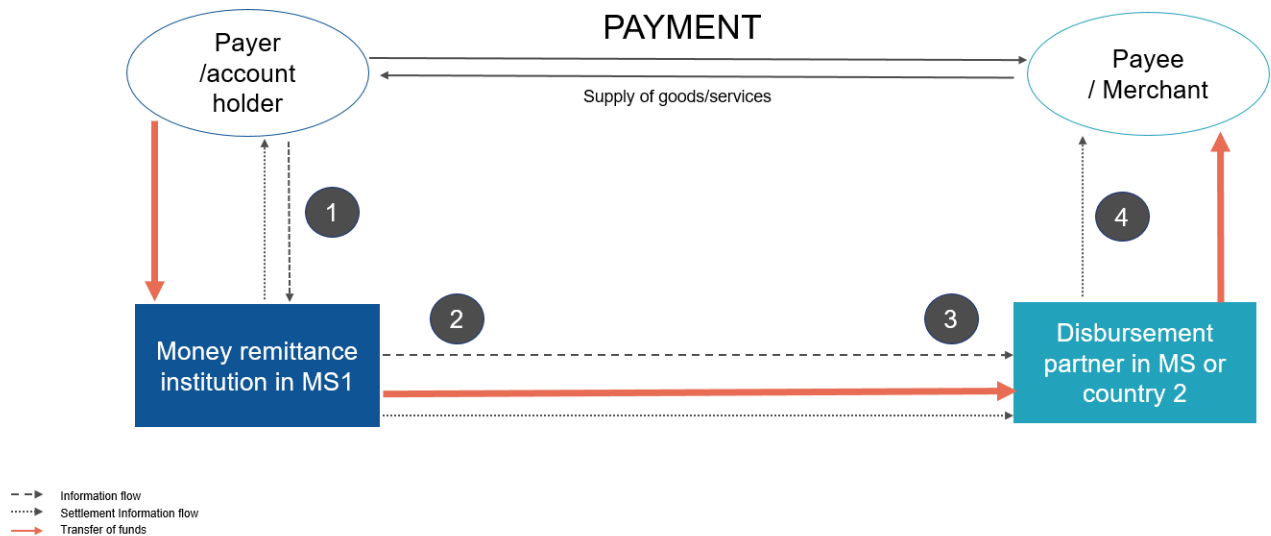 PAYMENT
Payer
/account
holder
Payee
/ Merchant
Supply of goods/services
1
4
2
3
Money remittance
institution in MS1
Disbursement
partner in MS or
country 2
Information flow
Settlement Information flow
Transfer of funds